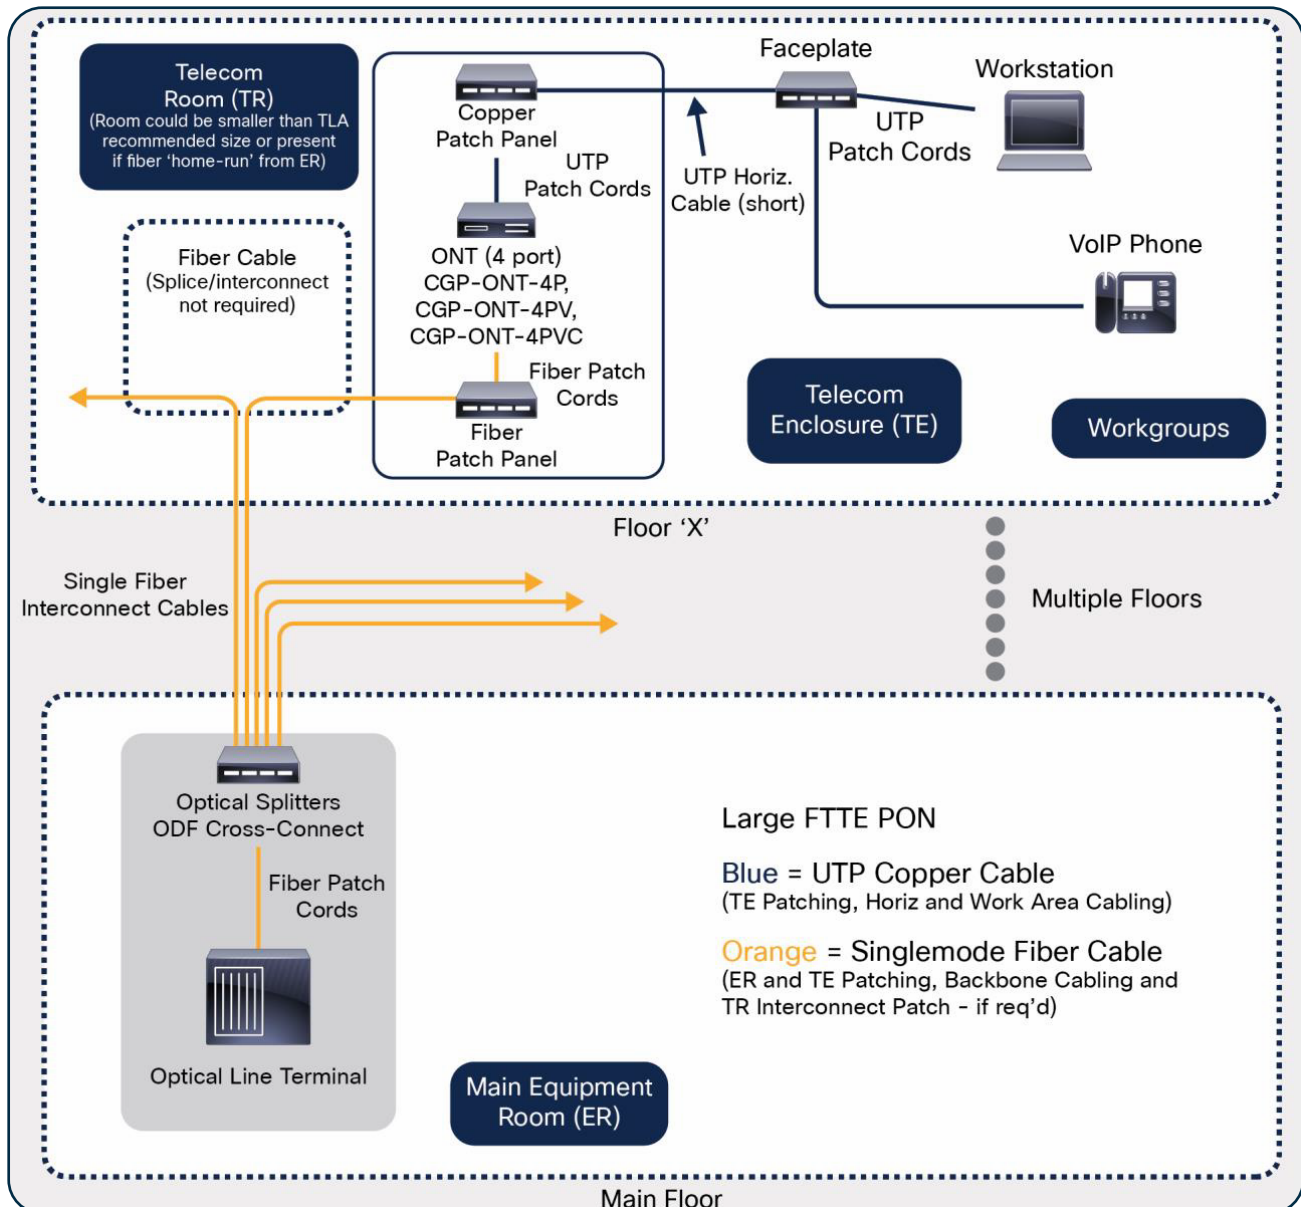 Telecom
Room (TR)
(Room could be smaller than TLA
recommended size or present
if fiber ‘home-run’ from ER)
Copper
Patch Panel
UTP
Patch Cords
ONT (4 port)
CGP-ONT-4P,
CGP-ONT-4PV,
CGP-ONT-4PVC
Fiber Patch
Cords
Fiber
Patch Panel
Fiber Cable
(Splice/interconnect
not required)
Faceplate
Workstation
UTP
Patch Cords
UTP Horiz.
Cable (short)
VoIP Phone
Telecom
Enclosure (TE)
Workgroups
Floor ‘X’
Single Fiber
Interconnect Cables
Multiple Floors
Optical Splitters
ODF Cross-Connect
Fiber Patch
Cords
Optical Line Terminal
Large FTTE PON
Blue = UTP Copper Cable
(TE Patching, Horiz and Work Area Cabling)
Orange = Singlemode Fiber Cable
(ER and TE Patching, Backbone Cabling and
TR Interconnect Patch - if req’d)
Main Equipment
Room (ER)
Main Floor